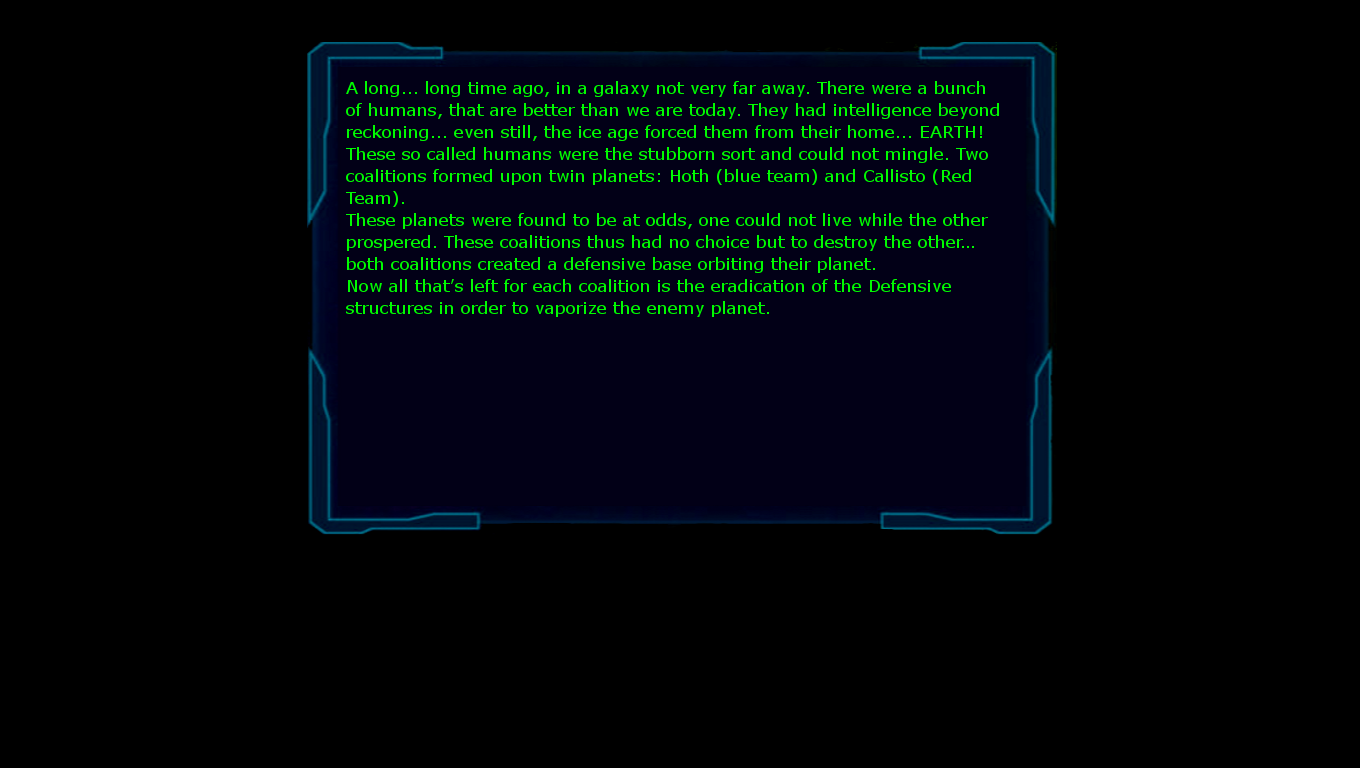 A long... long time ago, in a galaxy not very far away. There were a bunch
of humans, that are better than we are today. They had intelligence beyond
reckoning... even still, the ice age forced them from their home... EARTH!
These so called humans were the stubborn sort and could not mingle. Two
coalitions formed upon twin planets: Hoth (blue team) and Callisto (Red
Team).
These planets were found to be at odds, one could not live while the other
prospered. These coalitions thus had no choice but to destroy the other...
both coalitions created a defensive base orbiting their planet.
Now all that’s left for each coalition is the eradication of the Defensive
structures in order to vaporize the enemy planet.